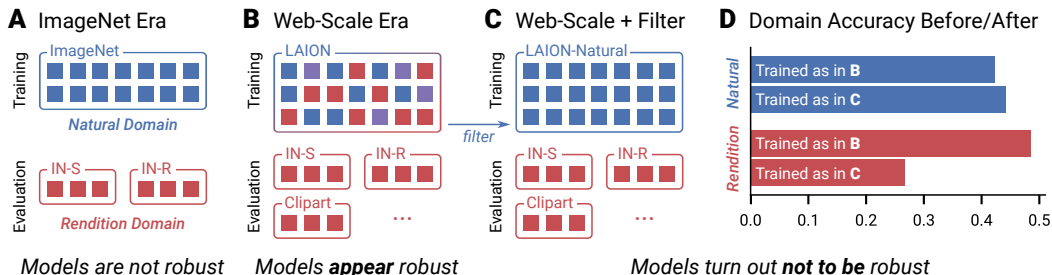 A ImageNet Era
Training
ImageNet
Natural Domain
Evaluation
IN-S
IN-R
Rendition Domain
Models are not robust
B Web-Scale Era
Training
LAION
filter
Evaluation
IN-S
IN-R
Clipart
...
Models appear robust
C Web-Scale + Filter
Training
LAION-Natural
Evaluation
IN-S
IN-R
Clipart
...
D Domain Accuracy Before/After
Natural
Trained as in B
Trained as in C
Rendition
Trained as in B
Trained as in C
0.0 0.1 0.2 0.3 0.4 0.5
Models turn out not to be robust